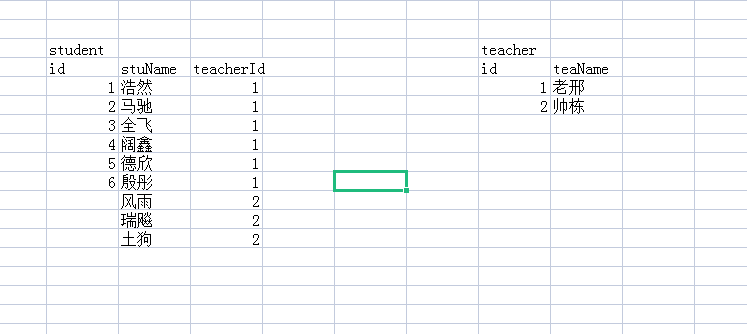 student teacher
id stuName teacherId id teaName
1 浩然 1 1 老邢
2 马驰 1 2 帅栋
3 全飞 1
4 阔鑫 1
5 德欣 1
6 殷彤 1
风雨 2
瑞飚 2
土狗 2